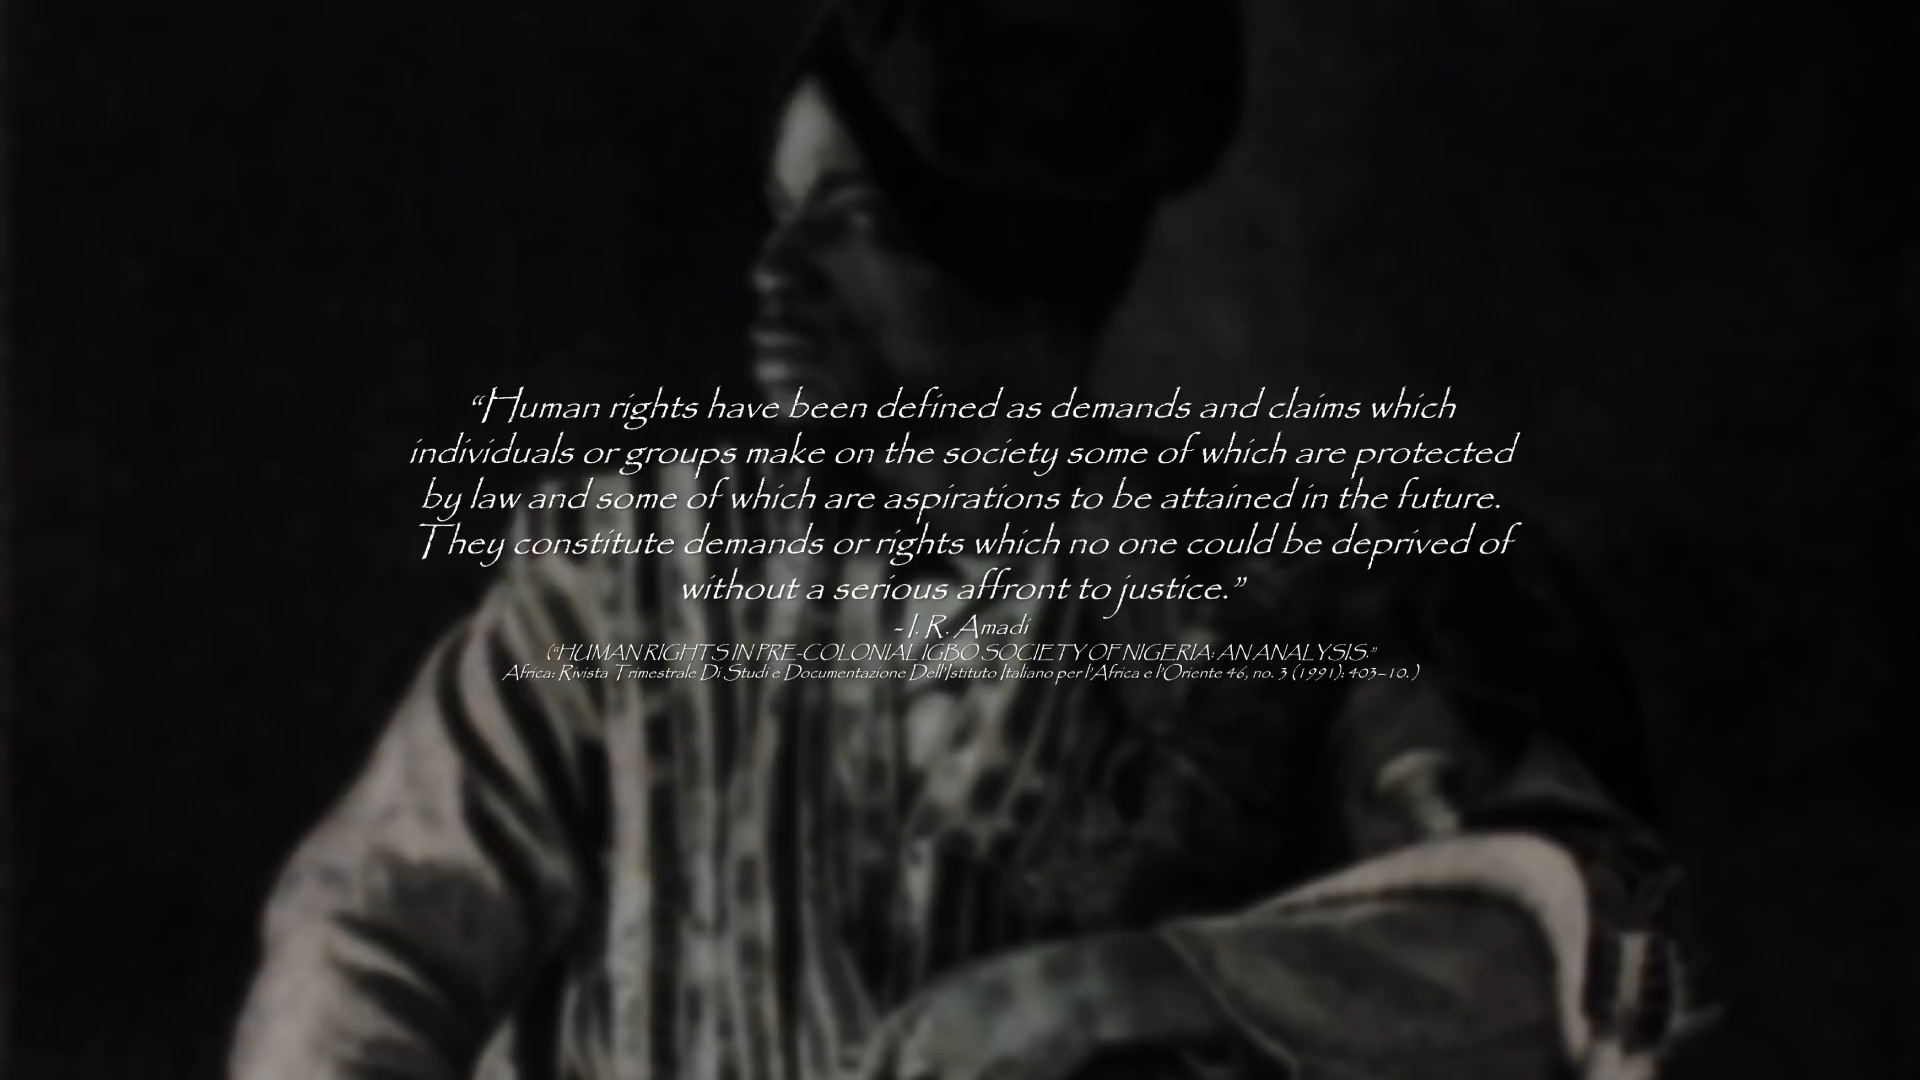 “Human rights have been defined as demands and claims which
individuals or groups make on the society some of which are protected
by law and some of which are aspirations to be attained in the future.
They constitute demands or rights which no one could be deprived of
without a serious affront to justice.”
- I. R. Amadi
(“HUMAN RIGHTS IN PRE-COLONIAL IGBO SOCIETY OF NIGERIA: AN ANALYSIS.”
Africa: Rivista Trimestrale Di Studi e Documentazione Dell’Istituto Italiano per l’Africa e l’Oriente 46, no. 3 (1991): 403–10. )